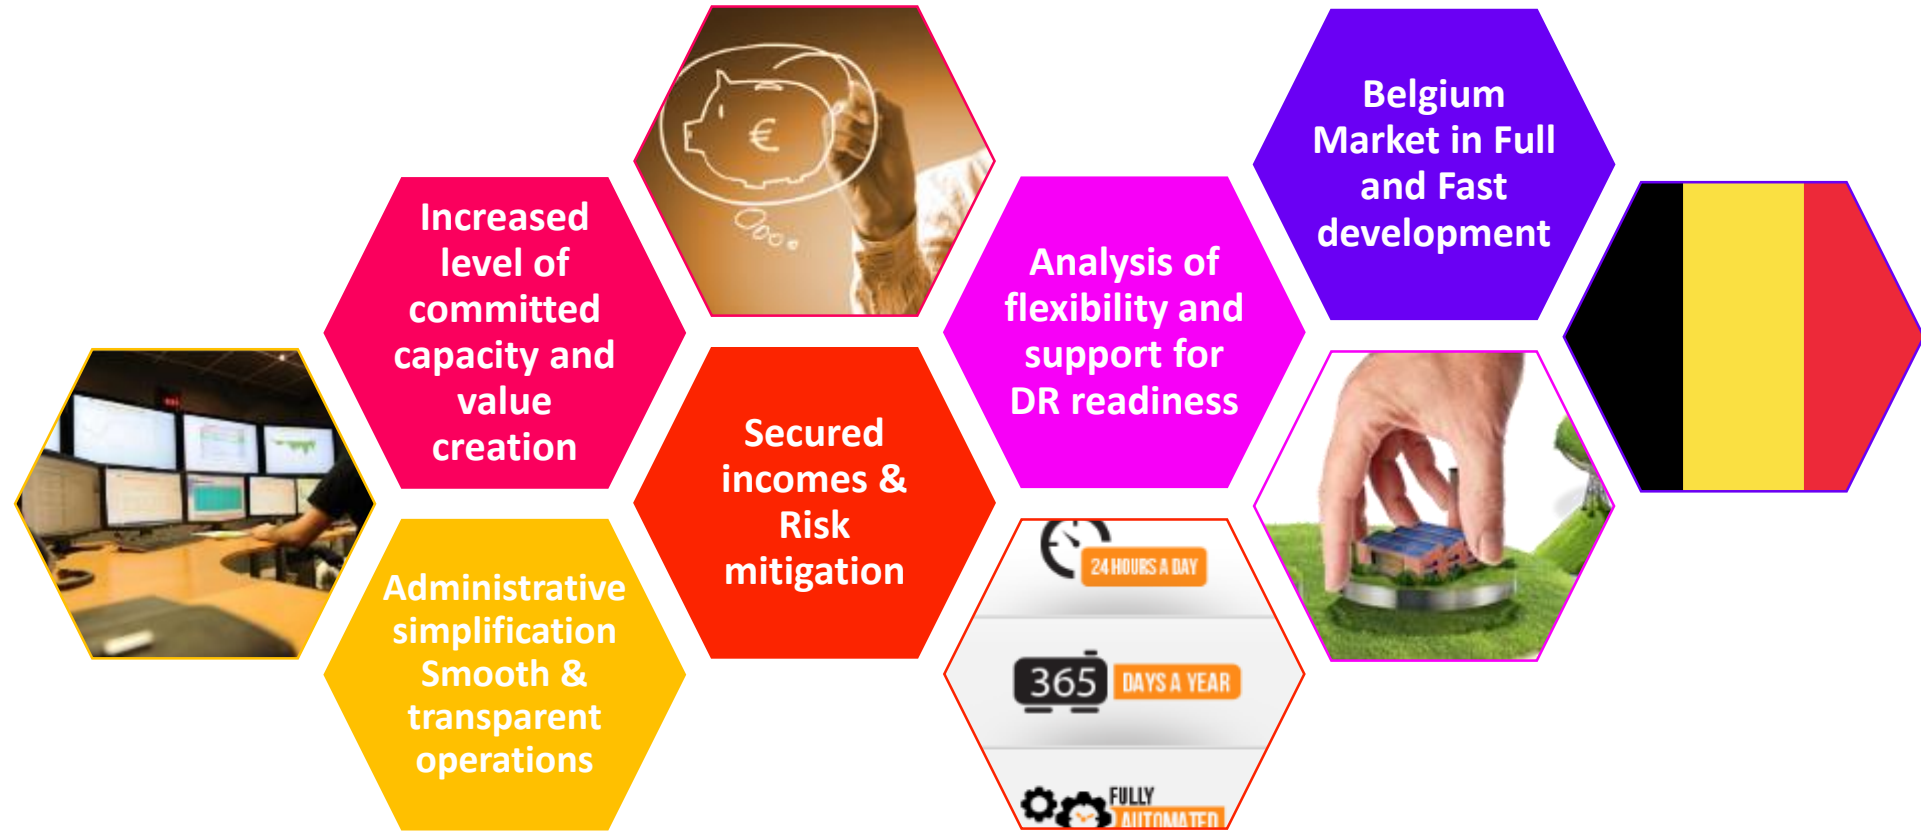 Increased
level of
committed
capacity and
value
creation
Administrative
simplification
Smooth &
transparent
operations
€
Secured
incomes &
Risk
mitigation
Analysis of
flexibility and
support for
DR readiness
24 HOURS A DAY
365
DAYS A YEAR
FULLY
AUTOMATED
Belgium
Market in Full
and Fast
development